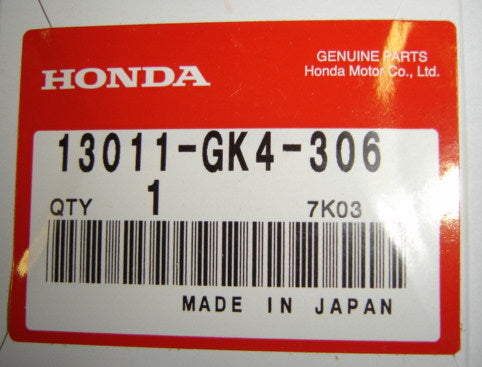 HONDA
GENUINE PARTS
Honda Motor Co., Ltd.
13011-GK4-306
QTY 1 7K03
MADE IN JAPAN